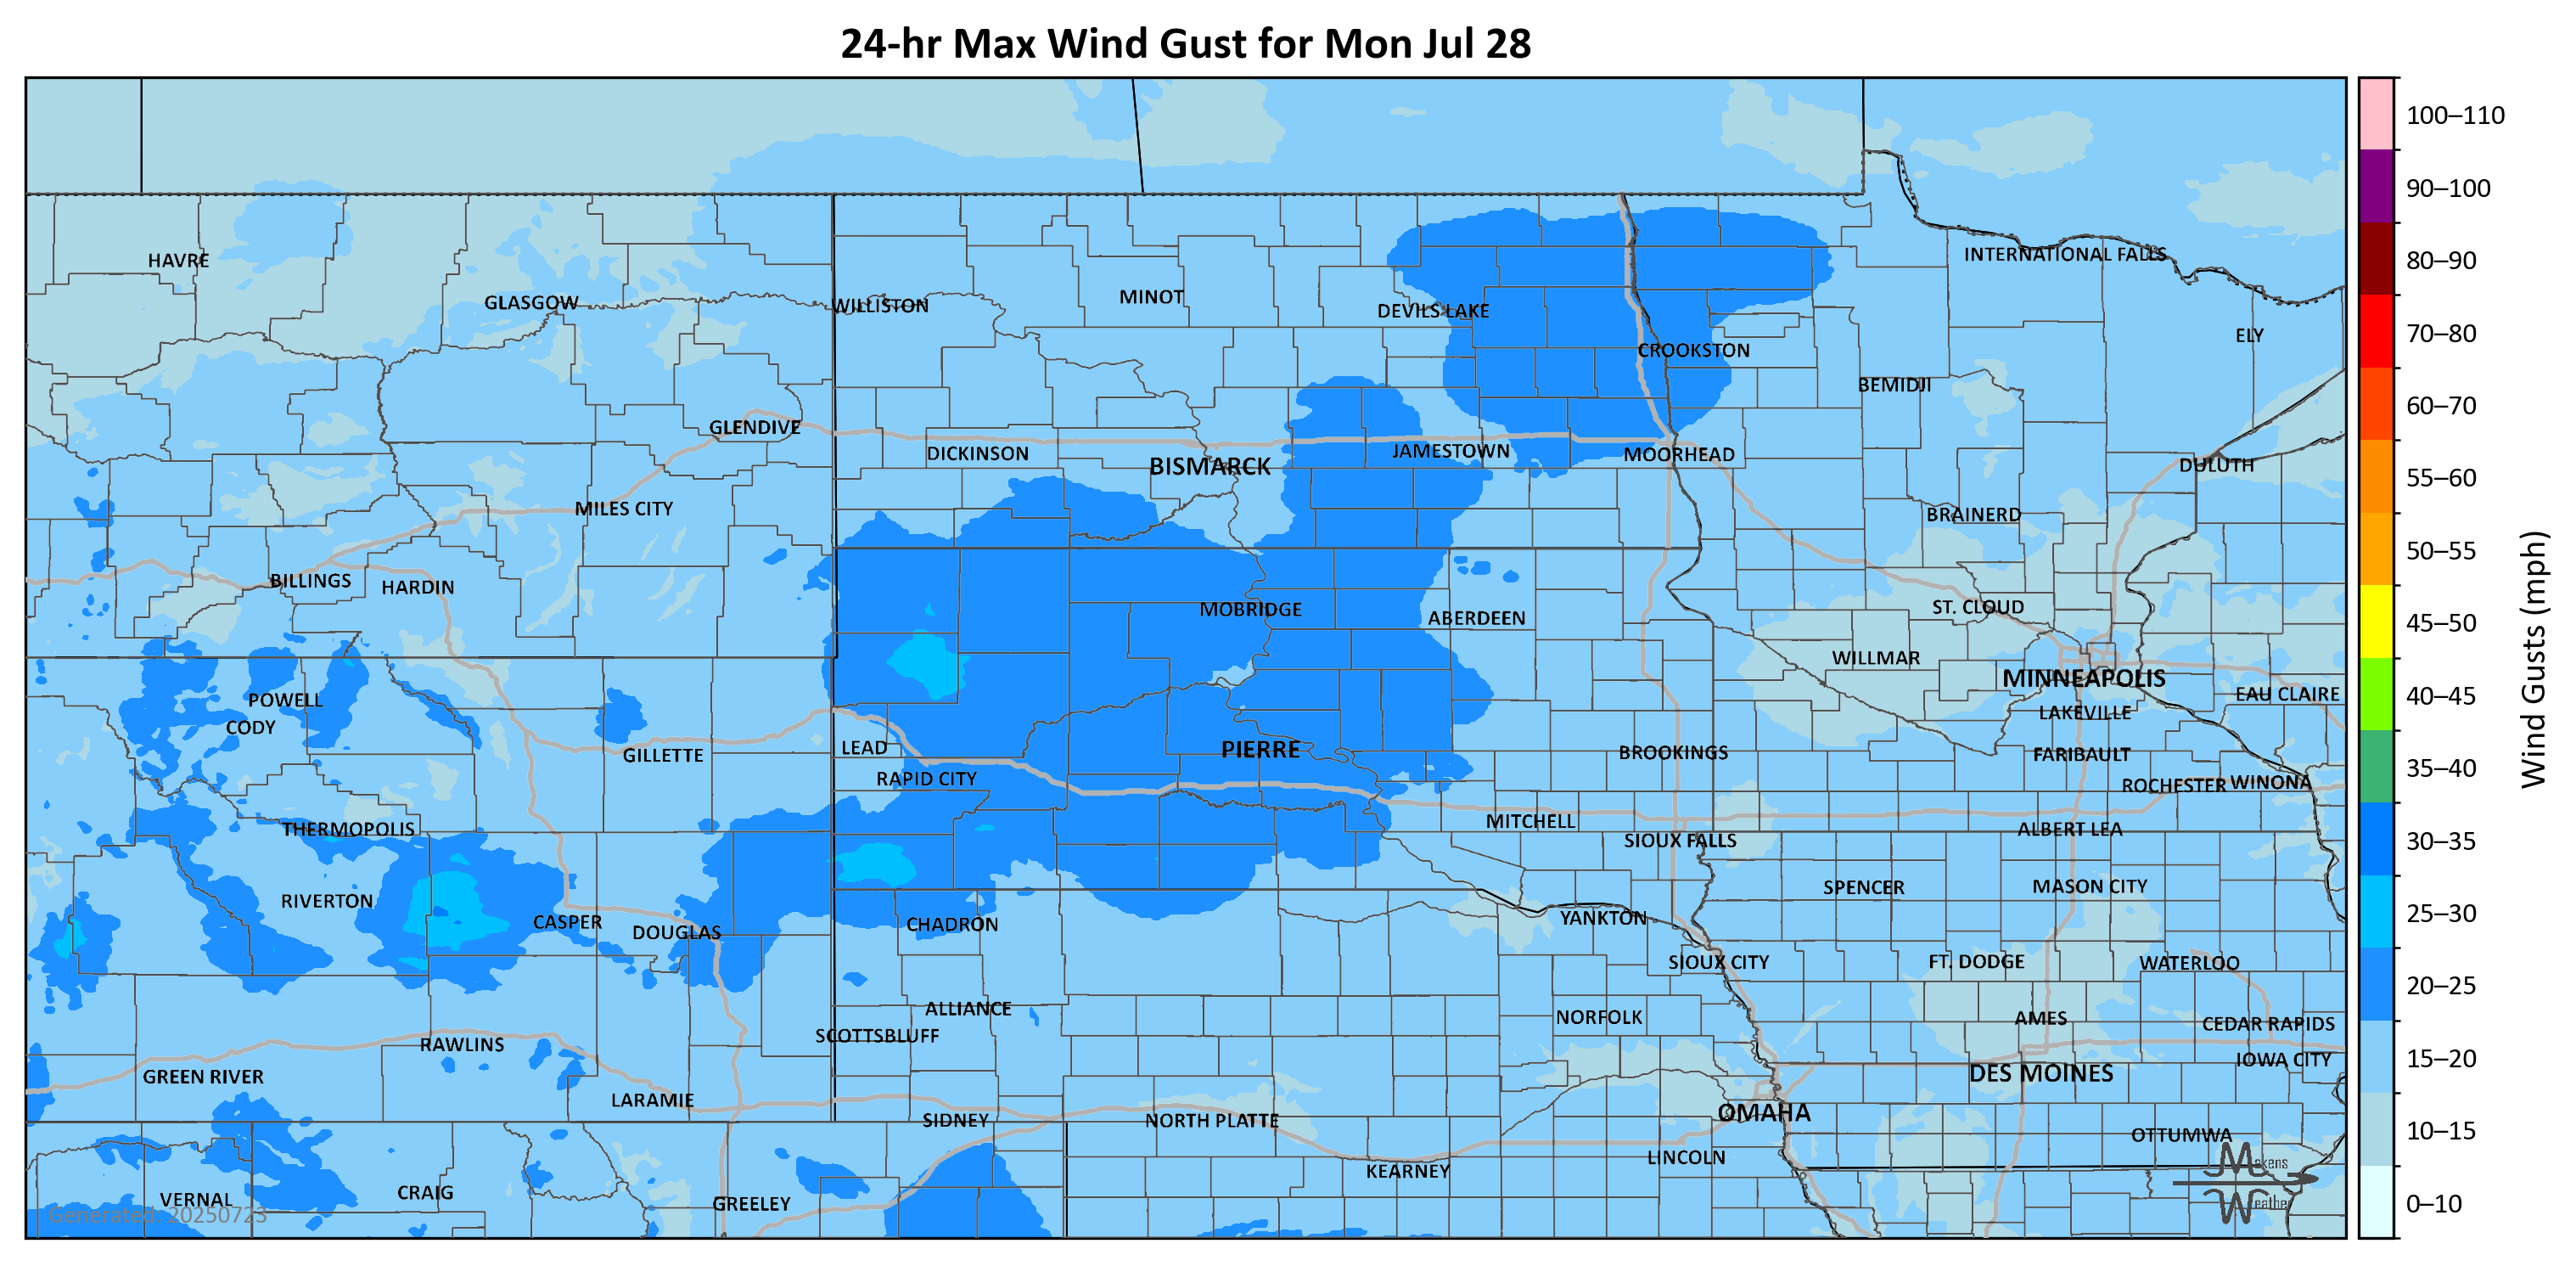 24-hr Max Wind Gust for Mon Jul 28
100–110
90–100
80–90
70–80
60–70
55–60
50–55
45–50
40–45
35–40
30–35
25–30
20–25
15–20
10–15
0–10
Wind Gusts (mph)
HAVRE
GLASGOW
WILLISTON
MINOT
DEVILS LAKE
CROOKSTON
INTERNATIONAL FALLS
ELY
BEMIDJI
GLENDIVE
DICKINSON
BISMARCK
JAMESTOWN
MOORHEAD
DULUTH
MILES CITY
BRAINERD
BILLINGS
HARDIN
MOBRIDGE
ABERDEEN
ST. CLOUD
WILLMAR
MINNEAPOLIS
EAU CLAIRE
POWELL
CODY
LAKEVILLE
GILLETTE
LEAD
PIERRE
BROOKINGS
FARIBAULT
RAPID CITY
ROCHESTER
WINONA
THERMOPOLIS
MITCHELL
SIOUX FALLS
ALBERT LEA
RIVERTON
SPENCER
MASON CITY
CASPER
DOUGLAS
CHADRON
YANKTON
SIOUX CITY
FT. DODGE
WATERLOO
ALLIANCE
NORFOLK
AMES
CEDAR RAPIDS
SCOTTSBLUFF
RAWLINS
IOWA CITY
GREEN RIVER
DES MOINES
LARAMIE
SIDNEY
NORTH PLATTE
OMAHA
OTTUMWA
KEARNEY
LINCOLN
VERNAL
CRAIG
GREELEY
Generated: 20250723
Makens
Weather